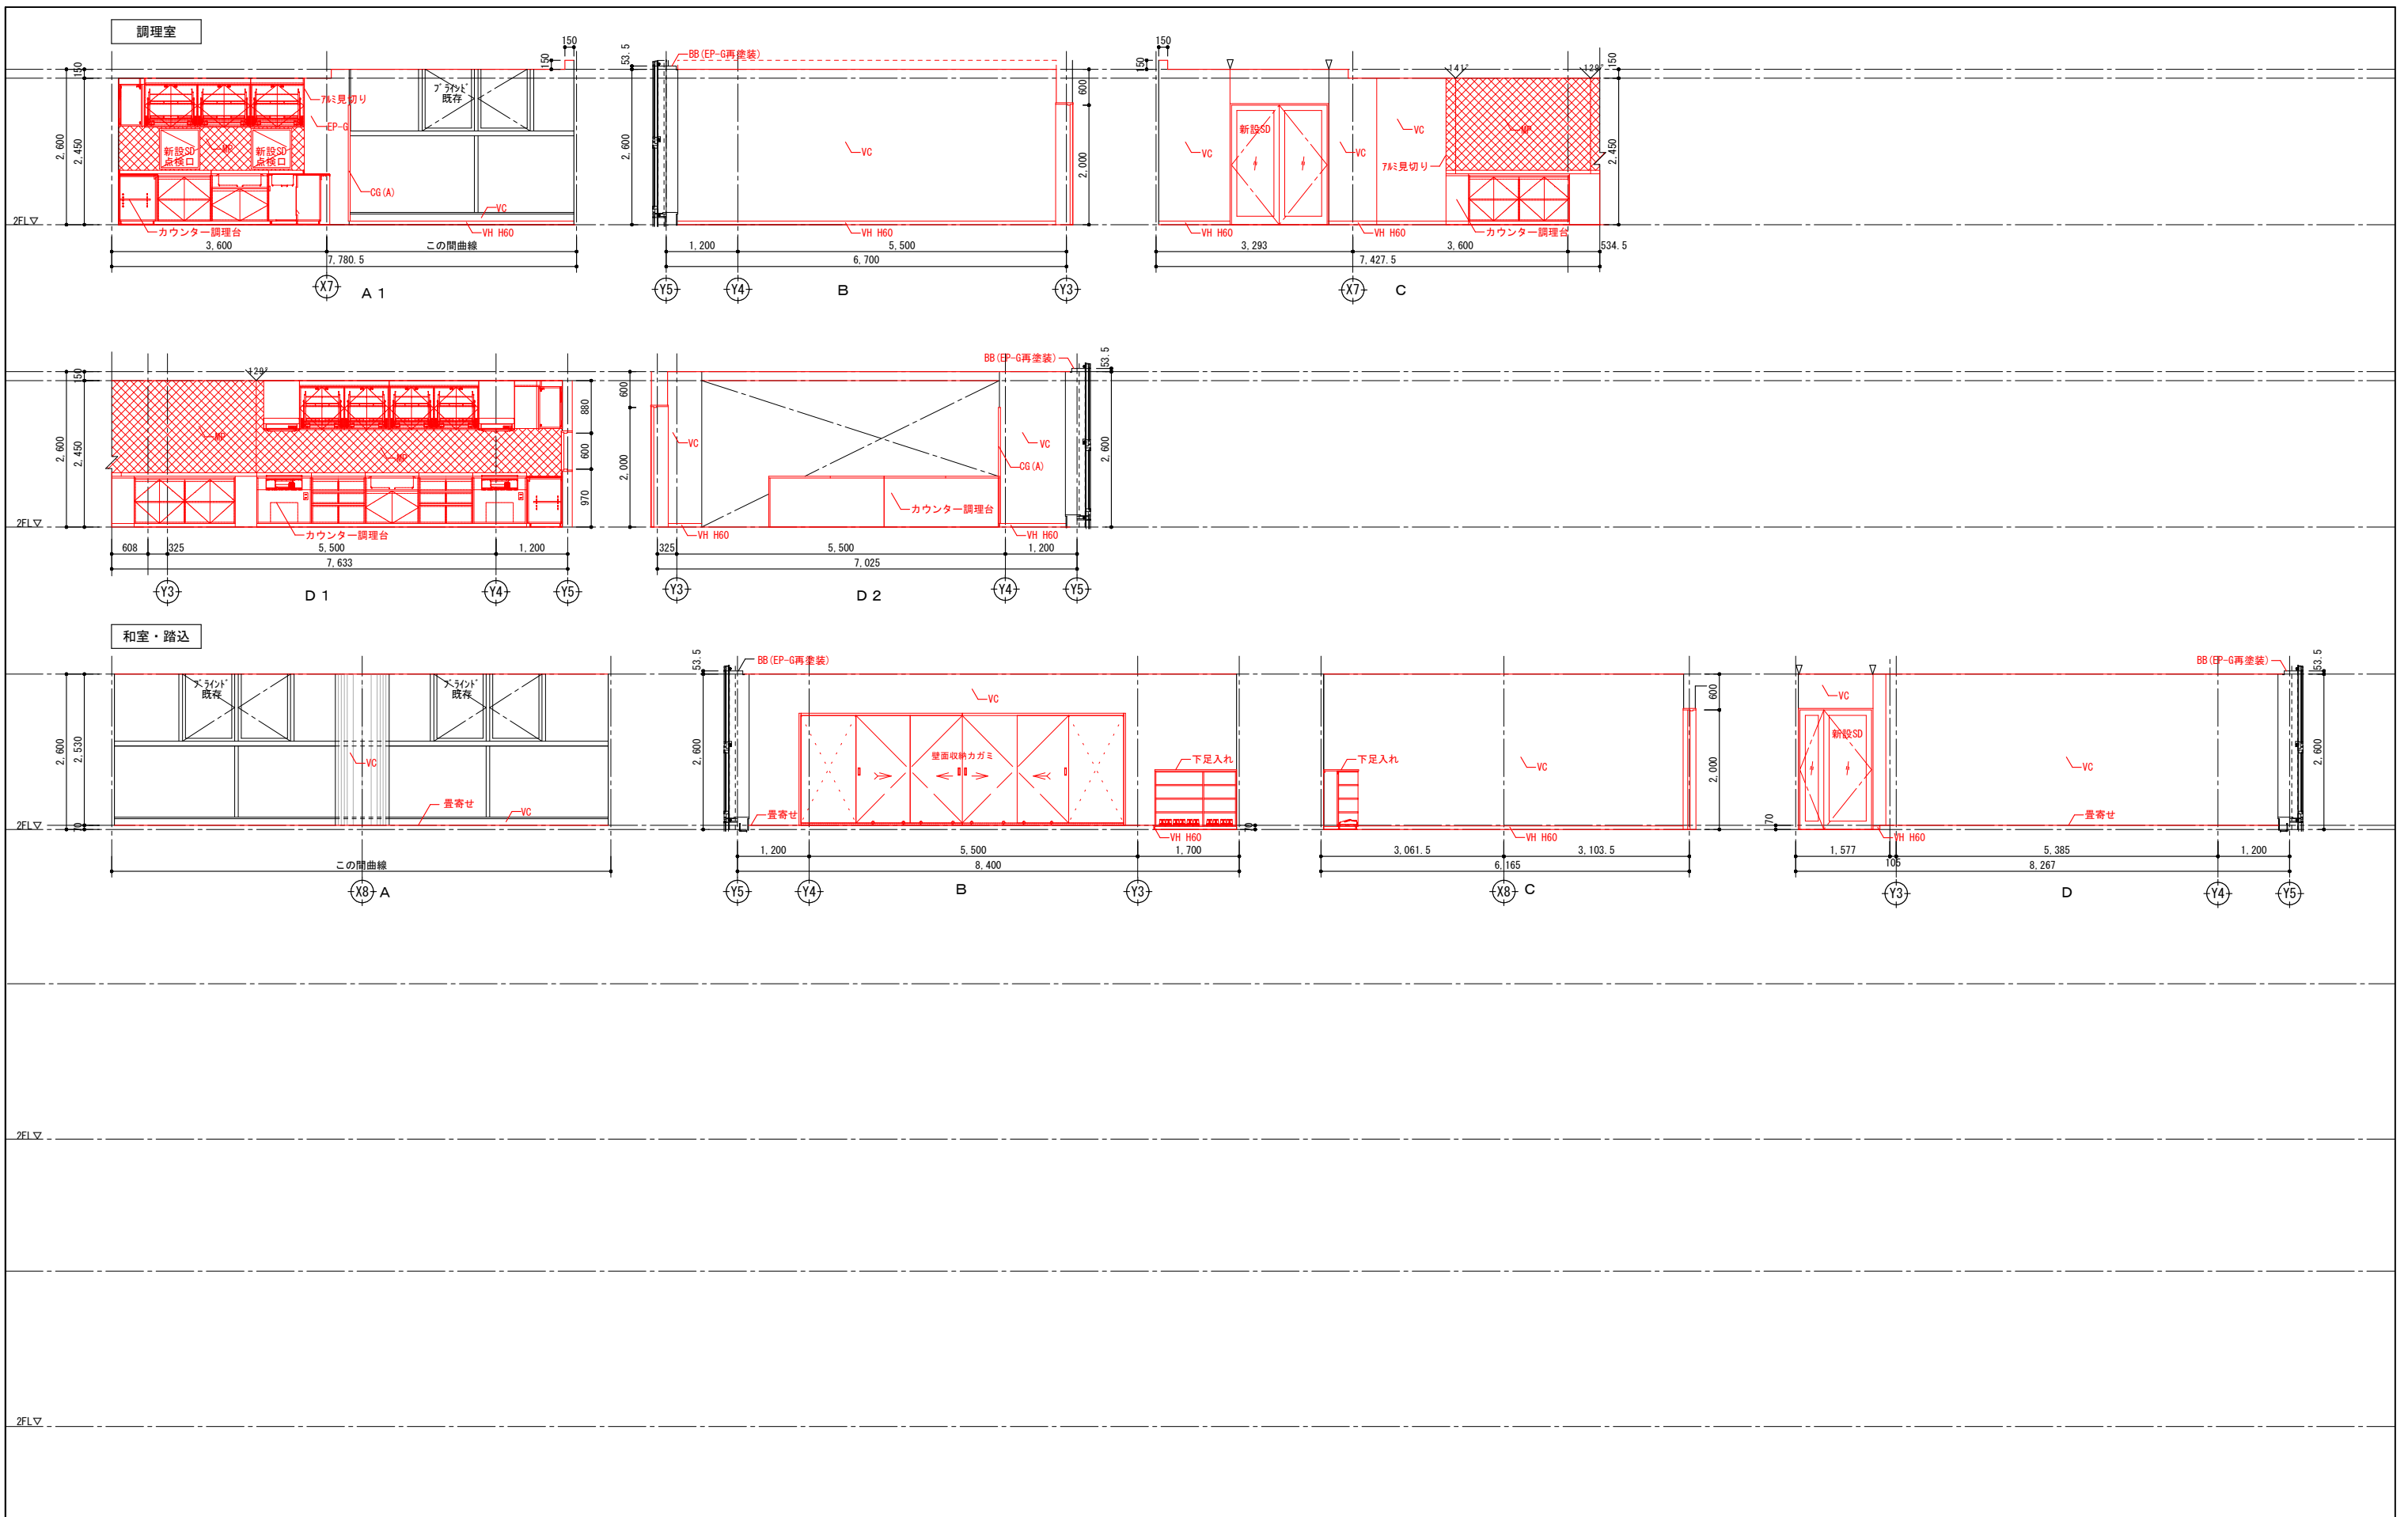 調理室
150
2,600
2,450
2FL▽
アルミ見切り
EP-G
MP
新設SD
点検口
新設SD
点検口
ブラインド
既存
CG(A)
VC
VH H60
カウンター調理台
150
150
3,600
この間曲線
7,780.5
X7
A 1
53.5
BB(EP-G再塗装)
2,600
VC
VH H60
600
2,000
1,200
5,500
6,700
Y5
Y4
B
Y3
150
150
141°
129°
150
2,450
VC
新設SD
VC
VC
アルミ見切り
MP
VH H60
VH H60
カウンター調理台
3,293
3,600
534.5
7,427.5
X7
C
150
2,600
2,450
2FL▽
129°
MP
MP
カウンター調理台
880
600
970
608
325
5,500
1,200
7,633
Y3
D 1
Y4
Y5
600
2,000
VC
VH H60
カウンター調理台
CG(A)
VC
VH H60
BB(EP-G再塗装)
53.5
2,600
325
5,500
1,200
7,025
Y3
D 2
Y4
Y5
和室・踏込
2,600
2,530
70
2FL▽
ブラインド
既存
ブラインド
既存
VC
畳寄せ
VC
この間曲線
X8
A
53.5
BB(EP-G再塗装)
2,600
VC
壁面収納カガミ
下足入れ
畳寄せ
VH H60
70
1,200
5,500
1,700
8,400
Y5
Y4
B
Y3
下足入れ
VC
VH H60
600
2,000
3,061.5
3,103.5
6,165
X8
C
VC
新設SD
VC
畳寄せ
VH H60
70
BB(EP-G再塗装)
53.5
2,600
1,577
105
5,385
1,200
8,267
Y3
Y4
D
Y5
2FL▽
2FL▽